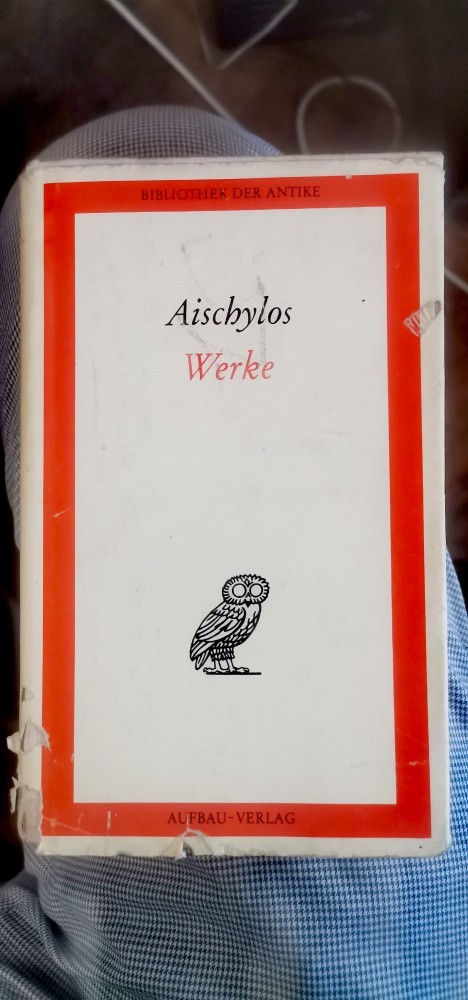 BIBLIOTHEK DER ANTIKE
Aischylos
Werke
AUFBAU-VERLAG